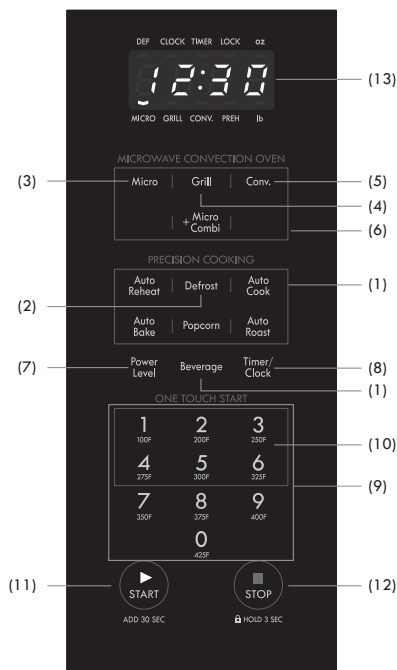 DEF CLOCK TIMER LOCK oz
12:30
(13)
MICRO GRILL CONV. PREH lb
MICROWAVE CONVECTION OVEN
(3) Micro Grill Conv. (5)
(4)
+Micro Combi
(6)
PRECISION COOKING
Auto Reheat Defrost Auto Cook (1)
(2)
Auto Bake Popcorn Auto Roast
(7) Power Level Beverage Timer/Clock (8)
(1)
ONE TOUCH START
1 2 3
100F 200F 250F
(10)
4 5 6
275F 300F 325F
(9)
7 8 9
350F 375F 400F
0
425F
(11) START STOP (12)
ADD 30 SEC HOLD 3 SEC